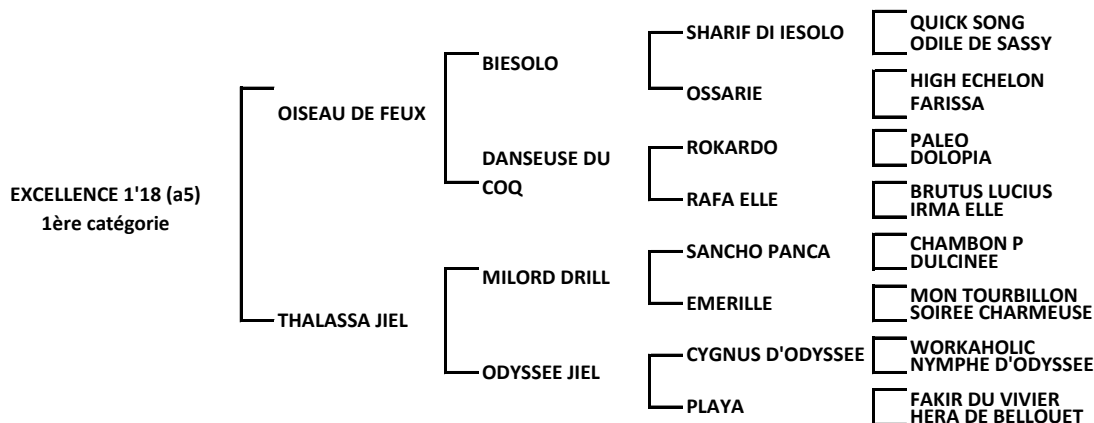 EXCELLENCE 1'18 (a5)
1ère catégorie
OISEAU DE FEUX
THALASSA JIEL
BIESOLO
DANSEUSE DU
COQ
MILORD DRILL
ODYSSEE JIEL
SHARIF DI IESOLO
OSSARIE
ROKARDO
RAFA ELLE
SANCHO PANCA
EMERILLE
CYGNUS D'ODYSSEE
PLAYA
QUICK SONG
ODILE DE SASSY
HIGH ECHELON
FARISSA
PALEO
DOLOPIA
BRUTUS LUCIUS
IRMA ELLE
CHAMBON P
DULCINEE
MON TOURBILLON
SOIREE CHARMEUSE
WORKAHOLIC
NYMPHE D'ODYSSEE
FAKIR DU VIVIER
HERA DE BELLOUET